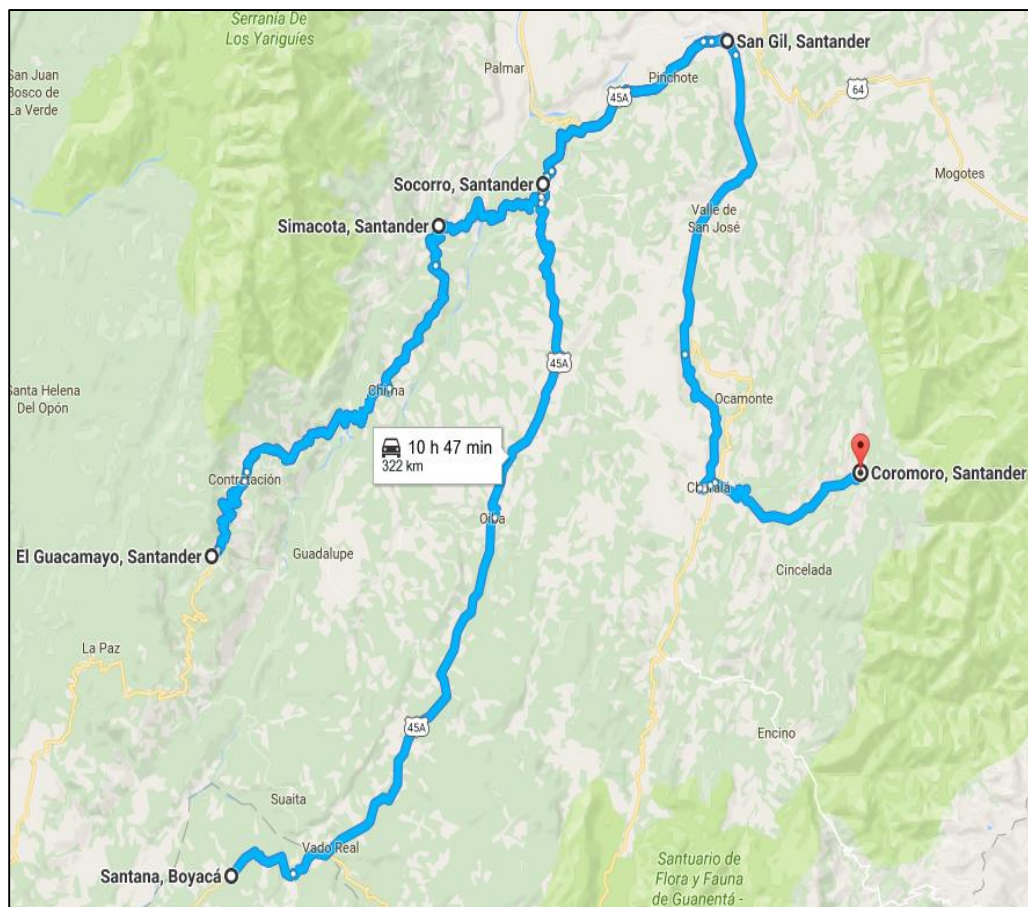 Serranía De
Los Yariguíes
San Juan
Bosco de
La Verde
Palmar
Pinchote
San Gil, Santander
45A
64
Mogotes
Socorro, Santander
Simacota, Santander
Valle de
San José
Santa Helena
Del Opón
Chima
45A
Ocamonte
10 h 47 min
322 km
Contratación
Charalá
Coromoro, Santander
Oiba
El Guacamayo, Santander
Guadalupe
Cincelada
La Paz
45A
Encino
Suaita
Vado Real
Santana, Boyacá
Santuario de
Flora y Fauna
de Guanentá -